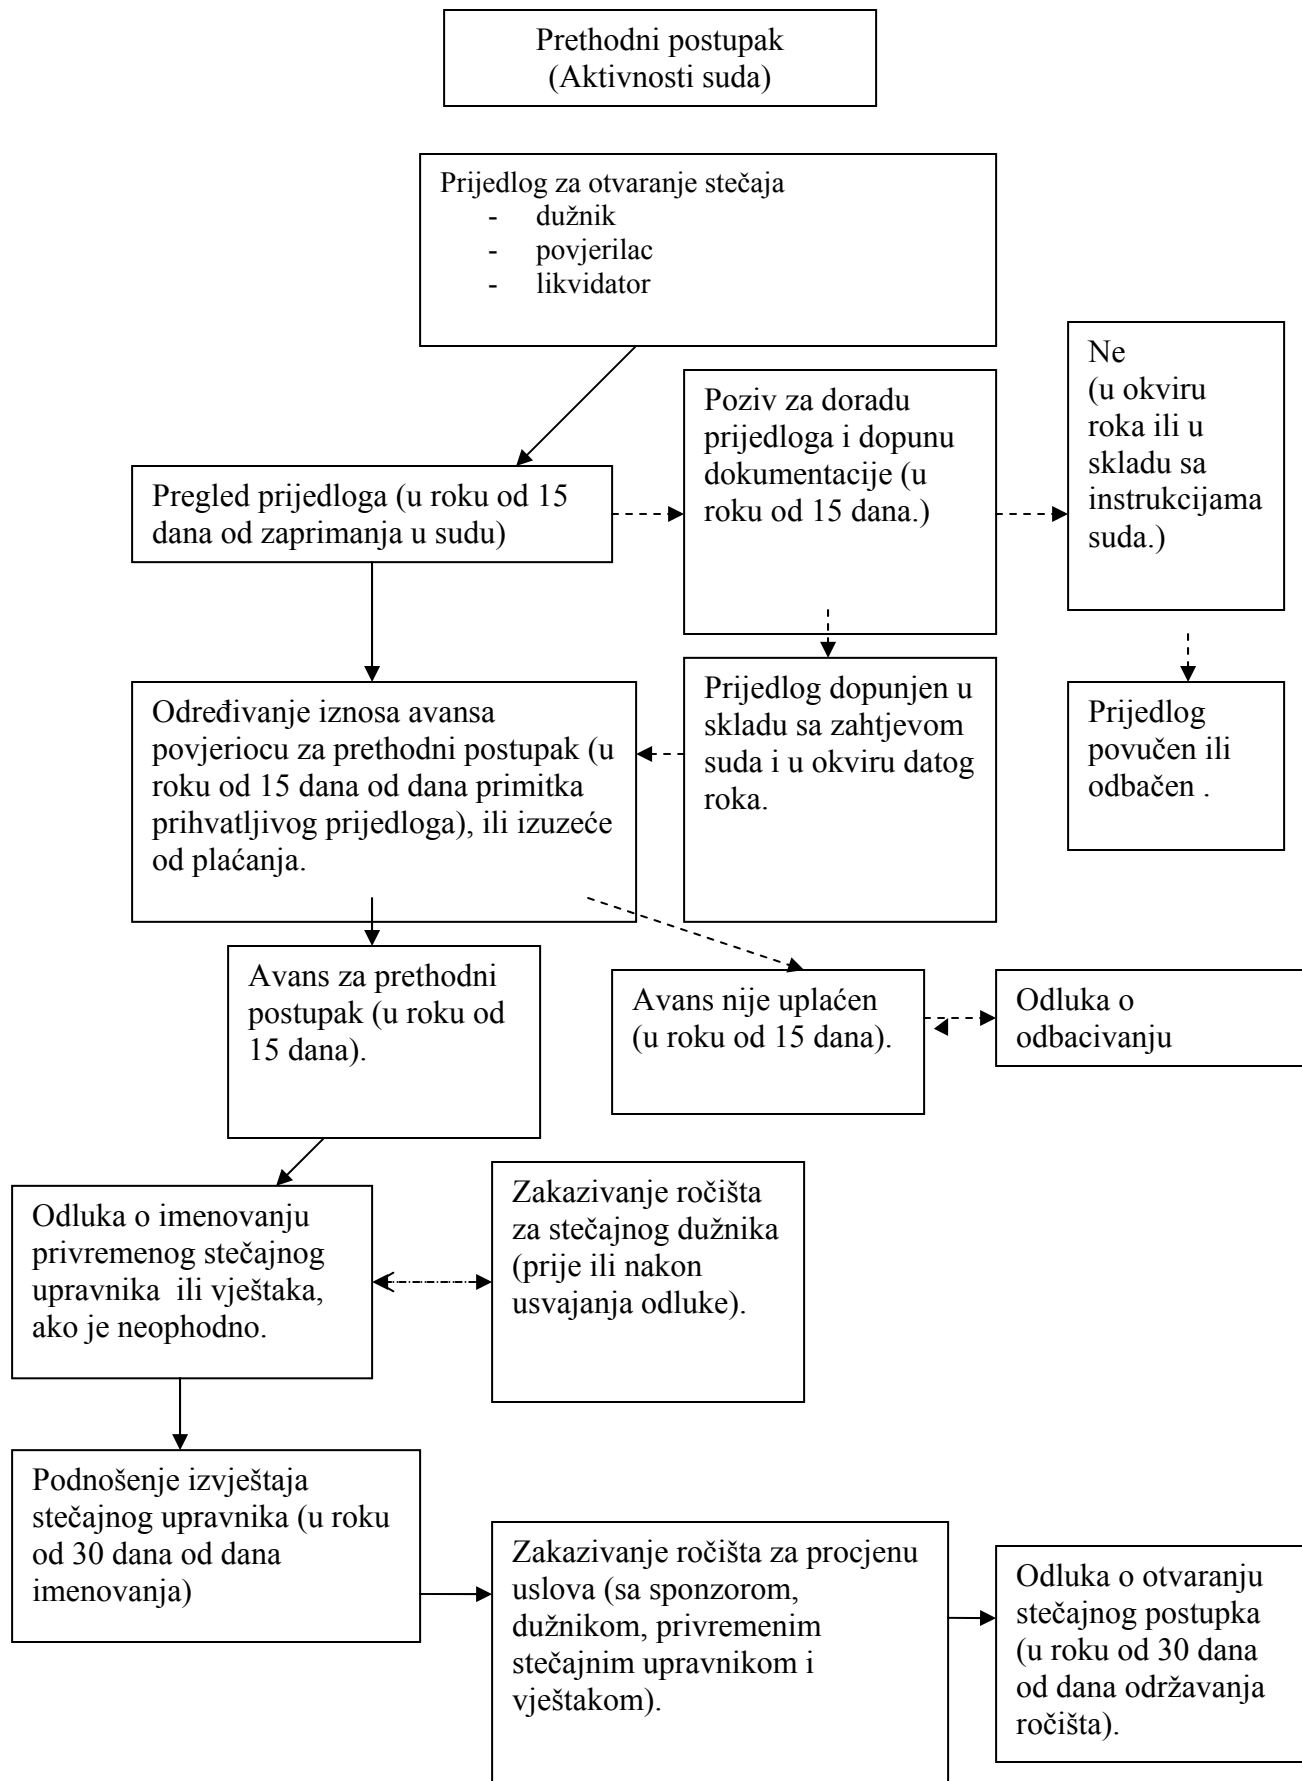 Prethodni postupak
(Aktivnosti suda)
Prijedlog za otvaranje stečaja
- dužnik
- povjerilac
- likvidator
Ne
(u okviru
roka ili u
skladu sa
instrukcijama
suda.)
Poziv za doradu
prijedloga i dopunu
dokumentacije (u
roku od 15 dana.)
Pregled prijedloga (u roku od 15
dana od zaprimanja u sudu)
Određivanje iznosa avansa
povjeriocu za prethodni postupak (u
roku od 15 dana od dana primitka
prihvatljivog prijedloga), ili izuzeće
od plaćanja.
Prijedlog dopunjen u
skladu sa zahtjevom
suda i u okviru datog
roka.
Prijedlog
povučen ili
odbačen .
Avans za prethodni
postupak (u roku od
15 dana).
Avans nije uplaćen
(u roku od 15 dana).
Odluka o
odbacivanju
Odluka o imenovanju
privremenog stečajnog
upravnika  ili vještaka,
ako je neophodno.
Zakazivanje ročišta
za stečajnog dužnika
(prije ili nakon
usvajanja odluke).
Podnošenje izvještaja
stečajnog upravnika (u roku
od 30 dana od dana
imenovanja)
Zakazivanje ročišta za procjenu
uslova (sa sponzorom,
dužnikom, privremenim
stečajnim upravnikom i
vještakom).
Odluka o otvaranju
stečajnog postupka
(u roku od 30 dana
od dana održavanja
ročišta).